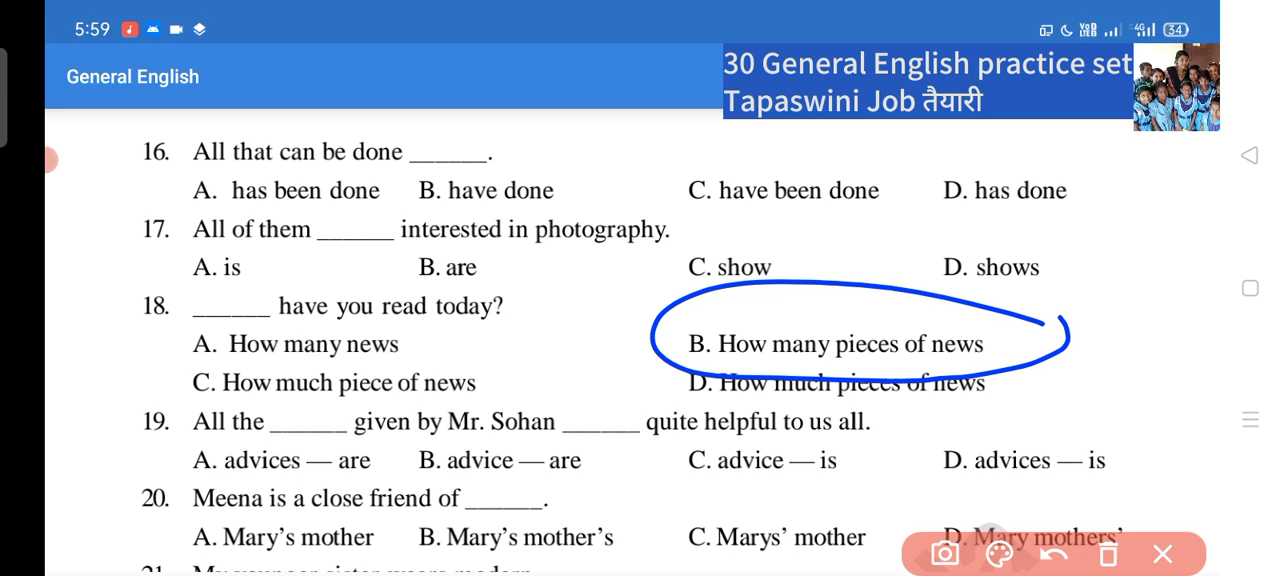 5:59
34
General English
30 General English practice set
Tapaswini Job तैयारी
16. All that can be done ______.
A. has been done B. have done C. have been done D. has done
17. All of them ______ interested in photography.
A. is B. are C. show D. shows
18. ______ have you read today?
A. How many news B. How many pieces of news
C. How much piece of news D. How much pieces of news
19. All the ______ given by Mr. Sohan ______ quite helpful to us all.
A. advices — are B. advice — are C. advice — is D. advices — is
20. Meena is a close friend of ______.
A. Mary's mother B. Mary's mother's C. Marys' mother D. Mary mothers'